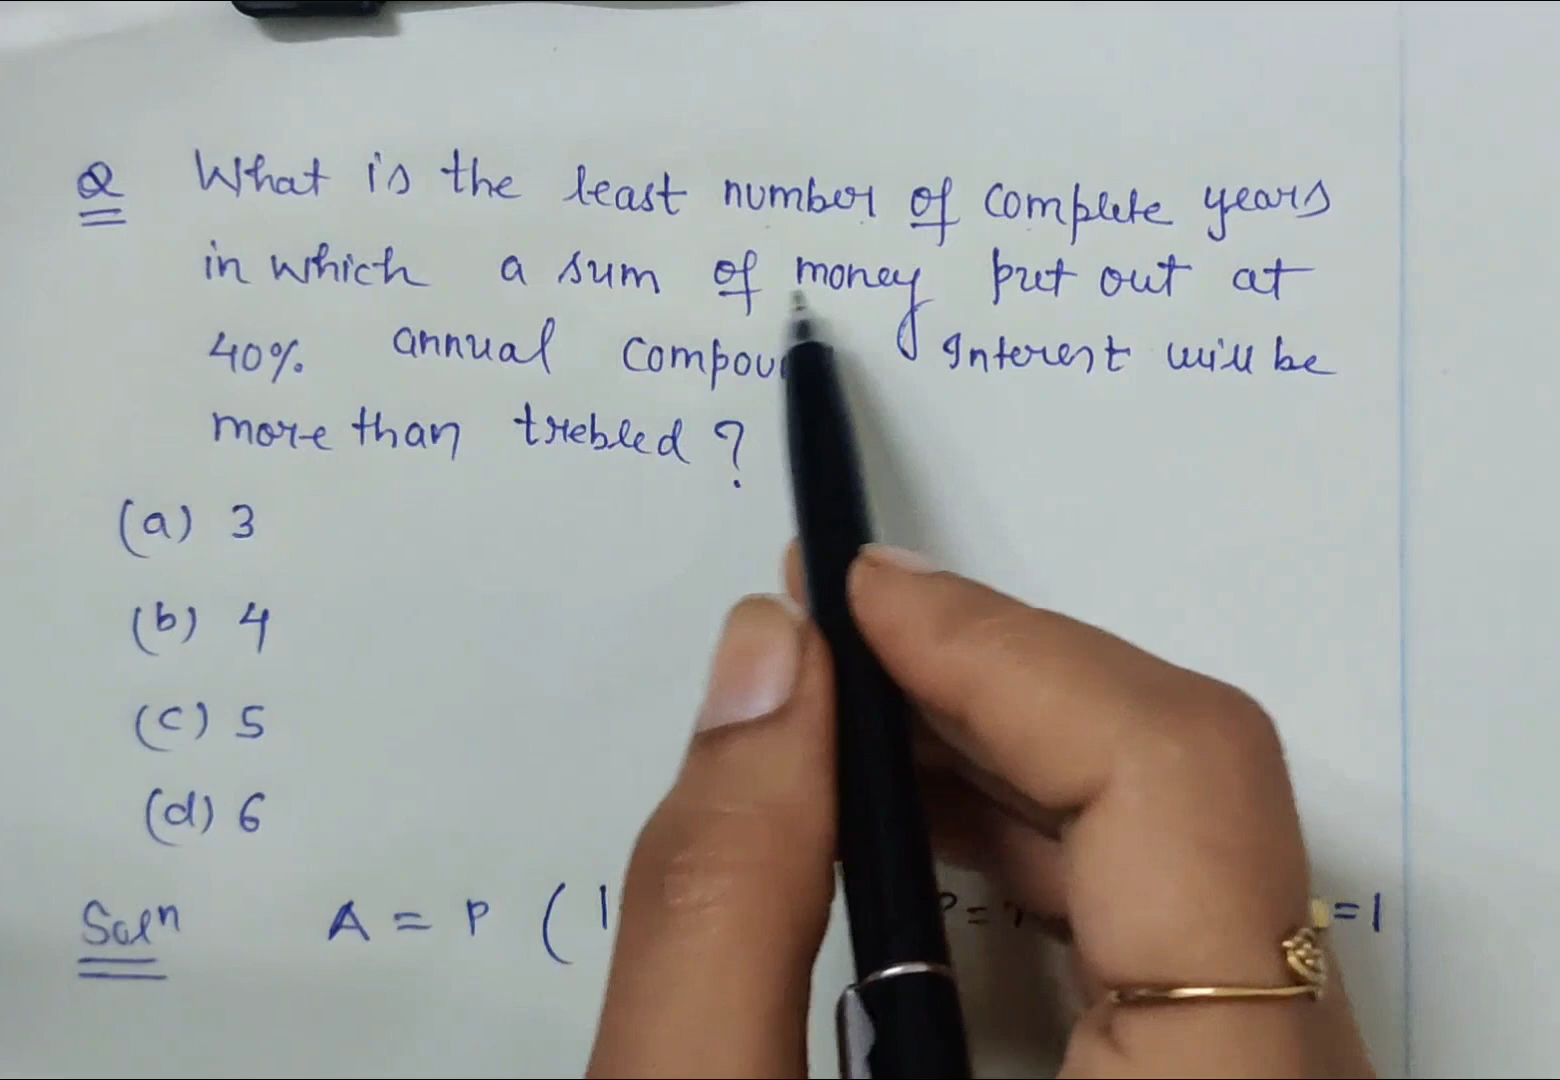 Q What is the least number of complete years
in which a sum of money put out at
40% annual Interest will be
more than trebled ?
(a) 3
(b) 4
(c) 5
(d) 6
Soln A = P ( 1 = 1